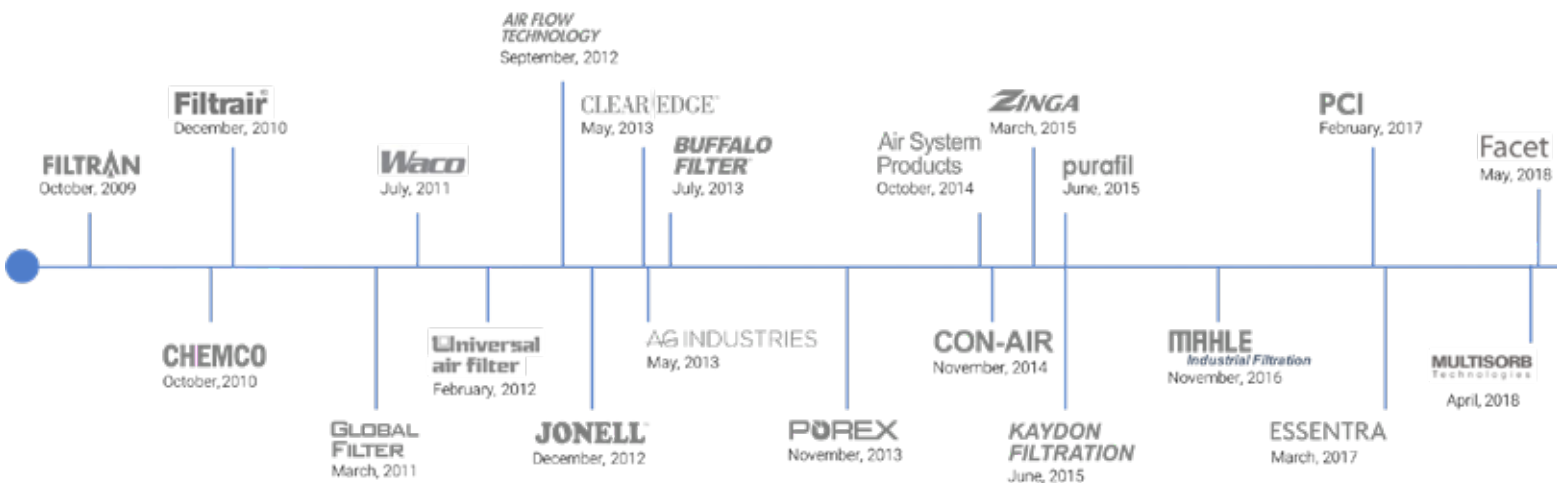 AIR FLOW
TECHNOLOGY
September, 2012
Filtrair
December, 2010
CLEAR EDGE
May, 2013
ZINGA
March, 2015
PCI
February, 2017
FILTRAN
October, 2009
Waco
July, 2011
BUFFALO
FILTER
July, 2013
Air System
Products
October, 2014
purafil
June, 2015
Facet
May, 2018
CHEMCO
October, 2010
Universal
air filter
February, 2012
AG INDUSTRIES
May, 2013
CON-AIR
November, 2014
MAHLE
Industrial Filtration
November, 2016
MULTISORB
Technologies
April, 2018
GLOBAL
FILTER
March, 2011
JONELL
December, 2012
POREX
November, 2013
KAYDON
FILTRATION
June, 2015
ESSENTRA
March, 2017